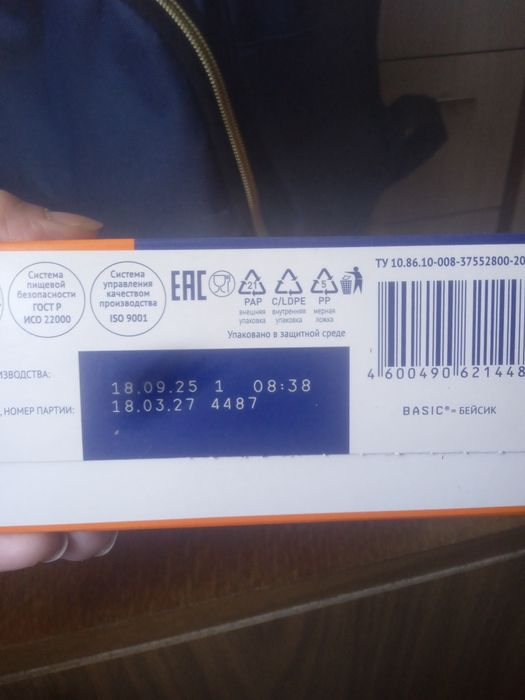 Система
пищевой
безопасности
ГОСТ Р
ИСО 22000
Система
управления
качеством
производства
ISO 9001
EAC
21
PAP
внешняя
упаковка
C/LDPE
внутренняя
упаковка
5
PP
мерная
ложка
Упаковано в защитной среде
ТУ 10.86.10-008-37552800-20
4 600490 621448
BASIC® = БЕЙСИК
ИЗВОДСТВА:
18.09.25 1 08:38
, НОМЕР ПАРТИИ:
18.03.27 4487